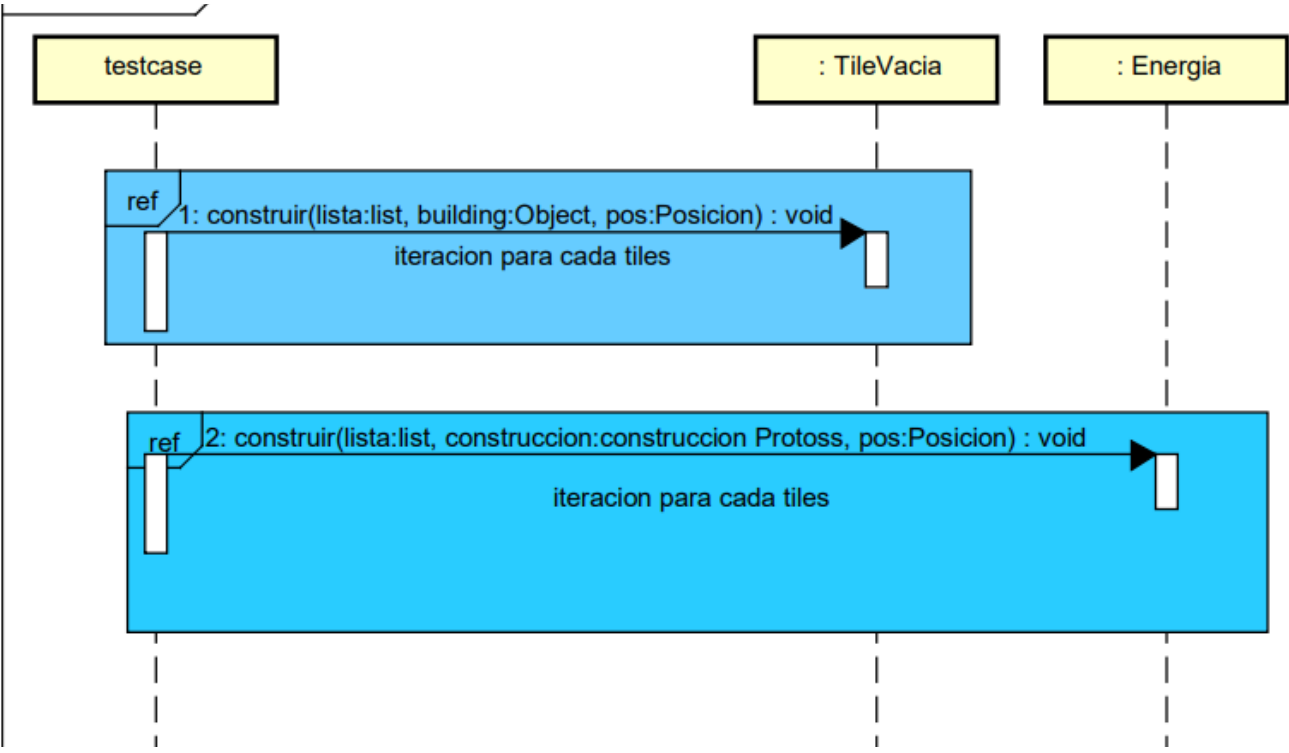 testcase
: TileVacia
: Energia
ref
1: construir(lista:list, building:Object, pos:Posicion) : void
iteracion para cada tiles
ref
2: construir(lista:list, construccion:construccion Protoss, pos:Posicion) : void
iteracion para cada tiles